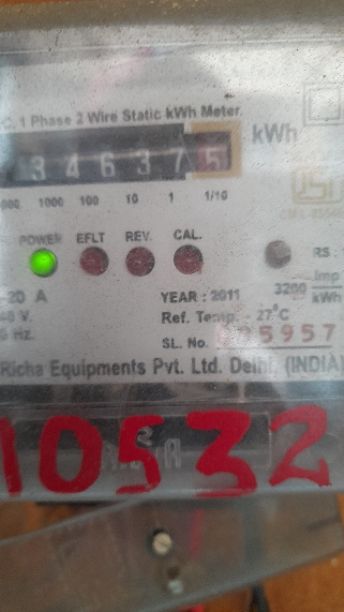 C. 1 Phase 2 Wire Static kWh Meter.
kWh
3 4 6 3 7 5
1000 100 10 1 1/10
POWER EFLT REV. CAL.
RS
3200 Imp/kWh
-20 A
YEAR : 2011
Ref. Temp. - 27°C
SL. No. 5957
Richa Equipments Pvt. Ltd. Delhi, (INDIA)
10532